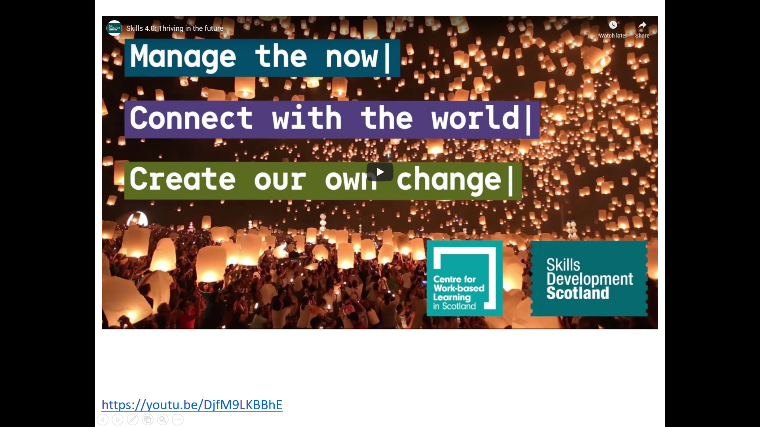 Skills 4.0: Thriving in the future
Watch later
Share
Manage the now|
Connect with the world|
Create our own change|
Centre for
Work-based
Learning
in Scotland
Skills
Development
Scotland
https://youtu.be/DjfM9LKBBhE